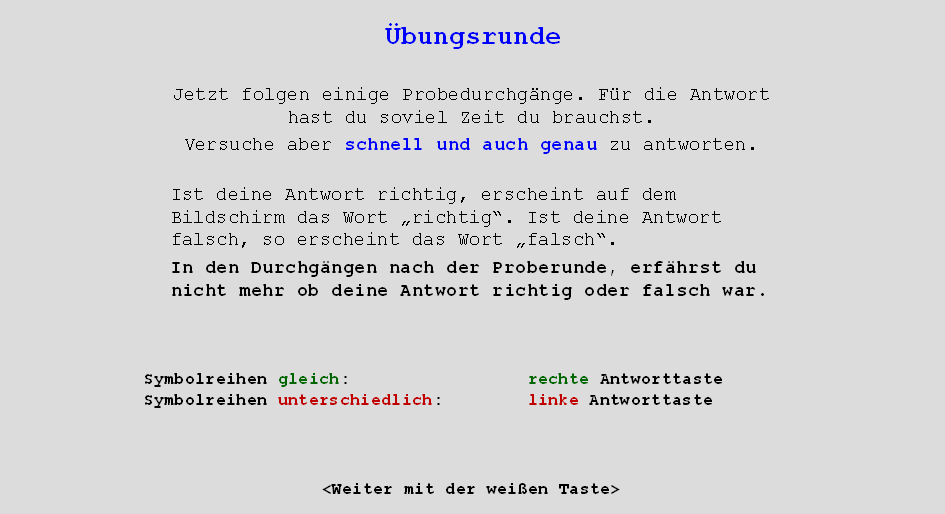 Übungsrunde
Jetzt folgen einige Probedurchgänge. Für die Antwort
hast du soviel Zeit du brauchst.
Versuche aber schnell und auch genau zu antworten.
Ist deine Antwort richtig, erscheint auf dem
Bildschirm das Wort „richtig“. Ist deine Antwort
falsch, so erscheint das Wort „falsch“.
In den Durchgängen nach der Proberunde, erfährst du
nicht mehr ob deine Antwort richtig oder falsch war.
Symbolreihen gleich: rechte Antworttaste
Symbolreihen unterschiedlich: linke Antworttaste
<Weiter mit der weißen Taste>